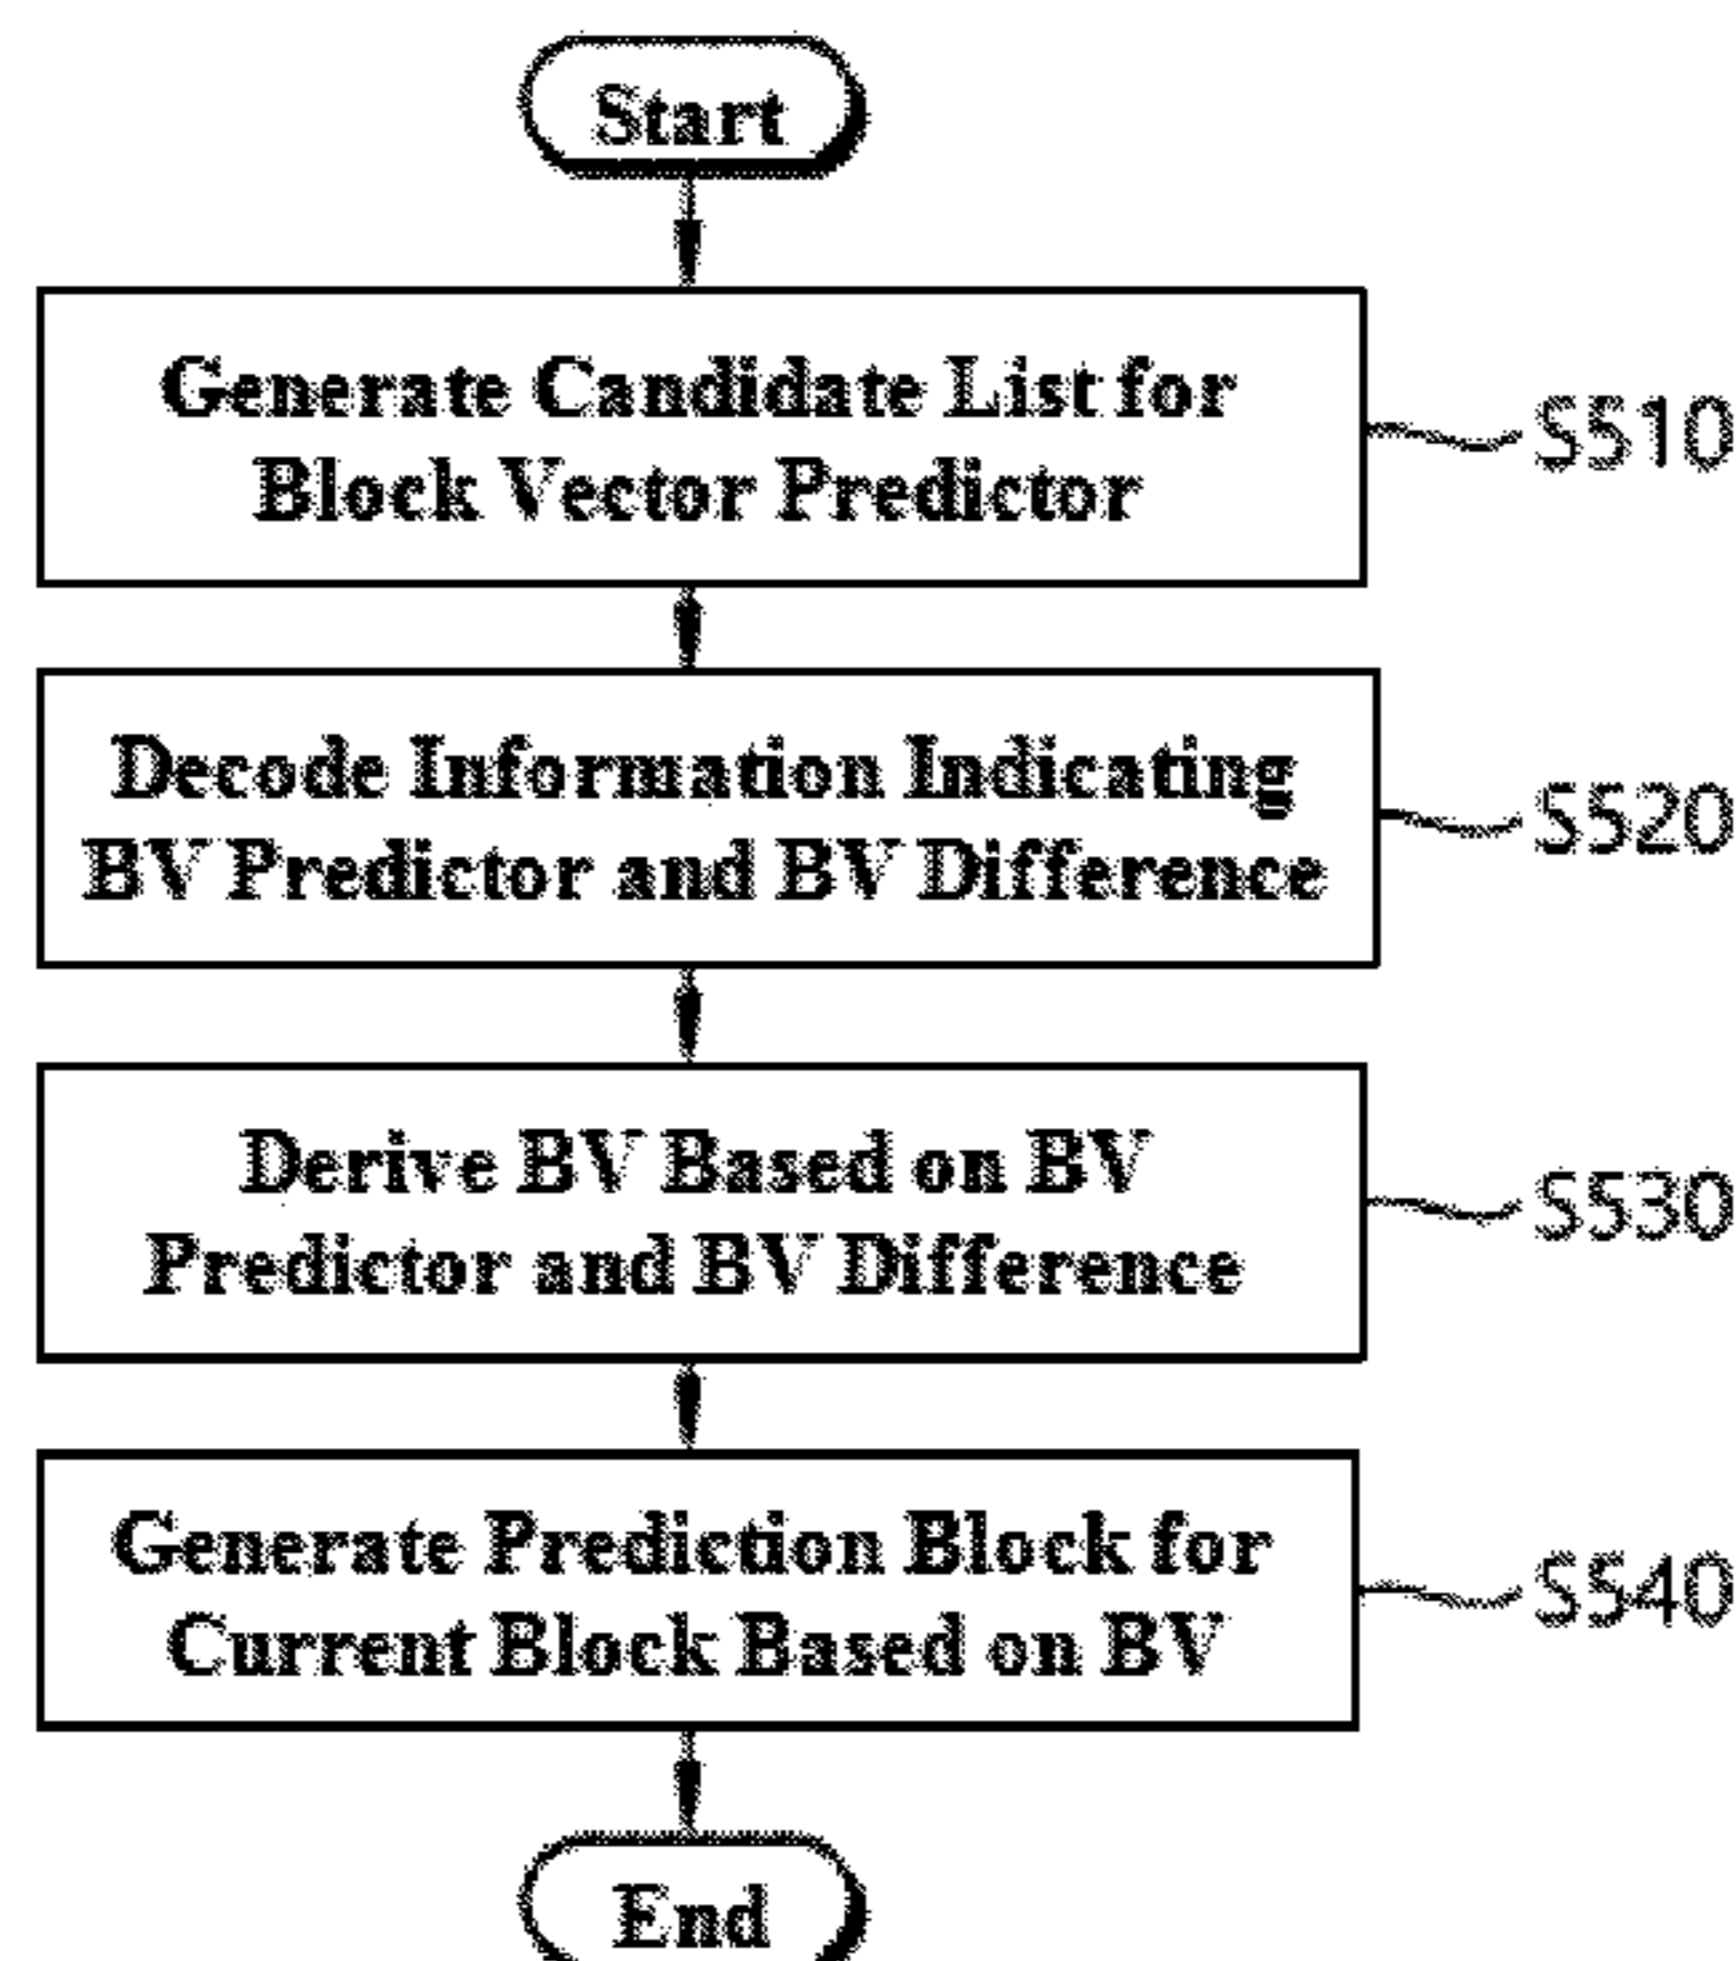 Start
Generate Candidate List for
Block Vector Predictor
S510
Decode Information Indicating
BV Predictor and BV Difference
S520
Derive BV Based on BV
Predictor and BV Difference
S530
Generate Prediction Block for
Current Block Based on BV
S540
End